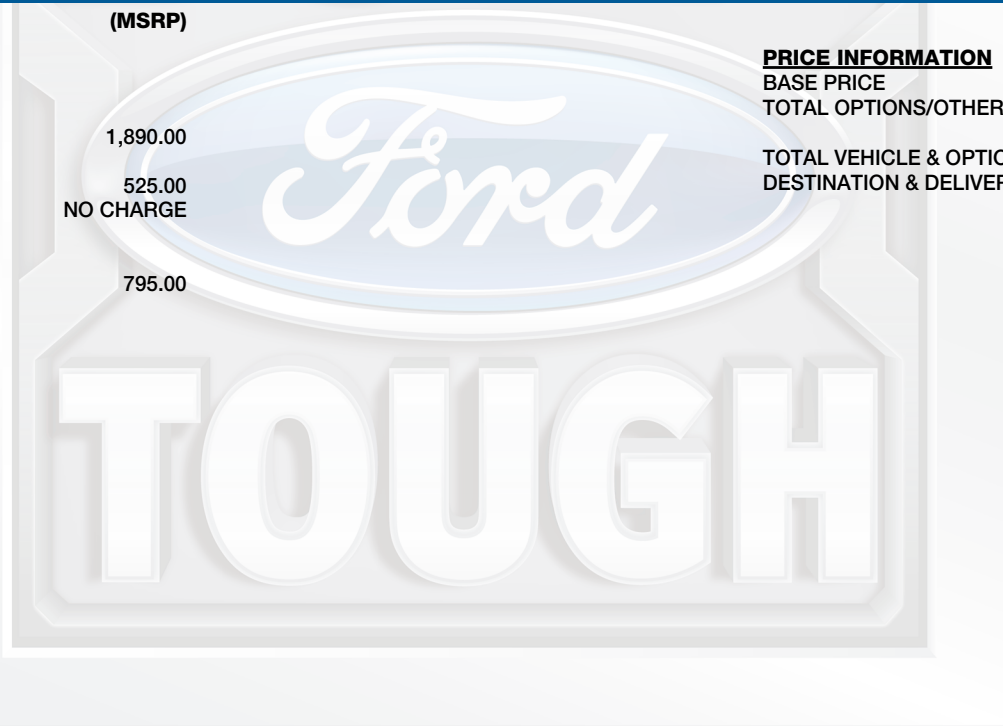 (MSRP)
1,890.00
525.00
NO CHARGE
795.00
PRICE INFORMATION
BASE PRICE
TOTAL OPTIONS/OTHER
TOTAL VEHICLE & OPTIO
DESTINATION & DELIVER
Ford
TOUGH